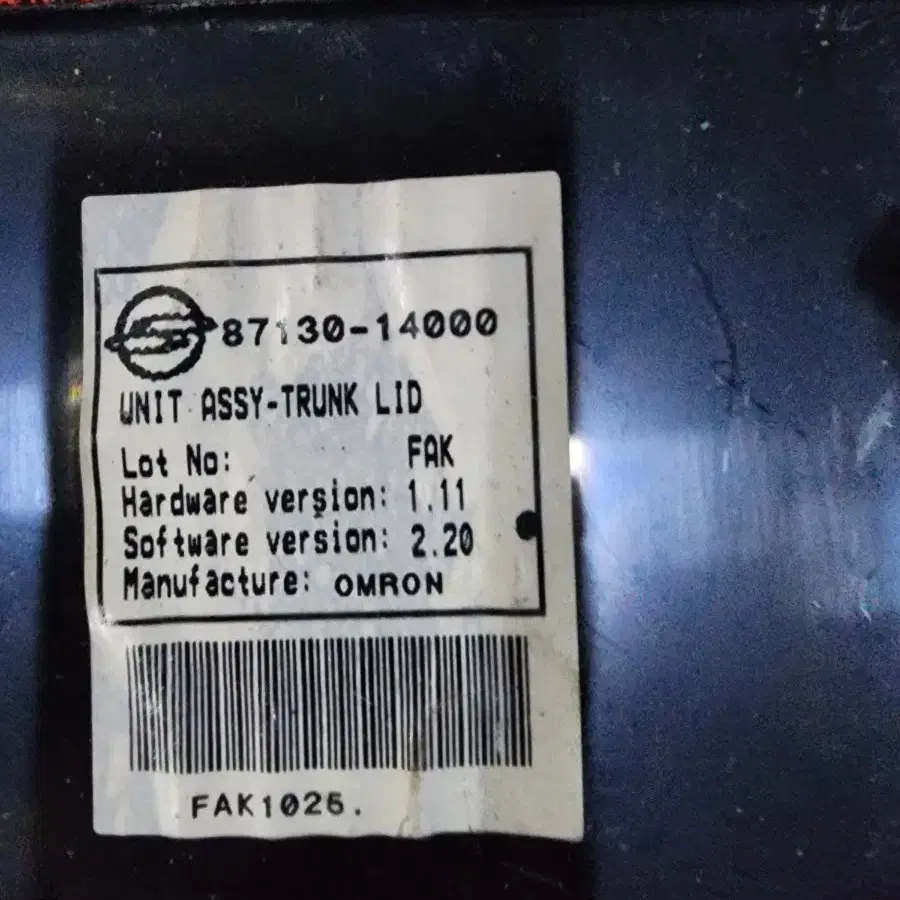 87130-14000
UNIT ASSY-TRUNK LID
Lot No: FAK
Hardware version: 1.11
Software version: 2.20
Manufacture: OMRON
FAK1026.